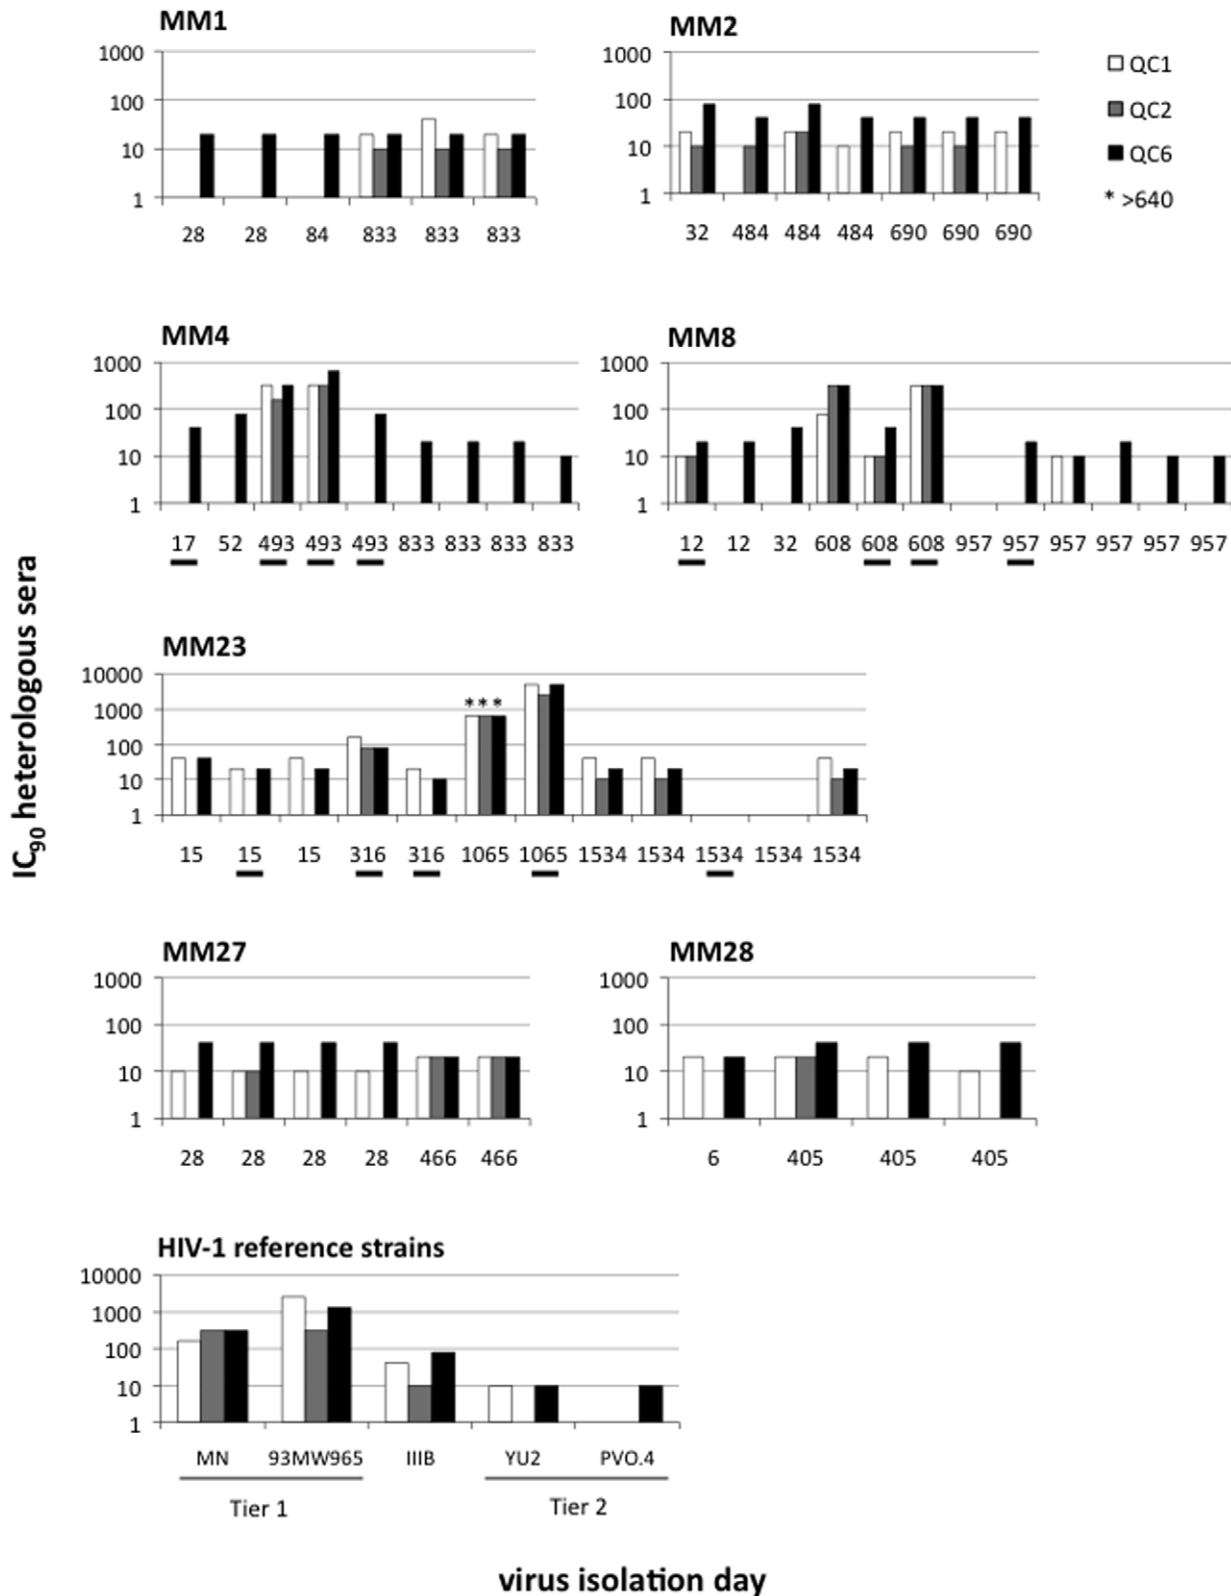 MM1
1000
100
10
1
28 28 84 833 833 833
MM2
1000
100
10
1
32 484 484 484 690 690 690
QC1
QC2
QC6
* >640
MM4
1000
100
10
1
17 52 493 493 493 833 833 833 833
MM8
1000
100
10
1
12 12 32 608 608 608 957 957 957 957 957 957
IC90 heterologous sera
MM23
10000
1000
100
10
1
***
15 15 15 316 316 1065 1065 1534 1534 1534 1534 1534
MM27
1000
100
10
1
28 28 28 28 466 466
MM28
1000
100
10
1
6 405 405 405
HIV-1 reference strains
10000
1000
100
10
1
MN 93MW965 IIIB YU2 PVO.4
Tier 1 Tier 2
virus isolation day